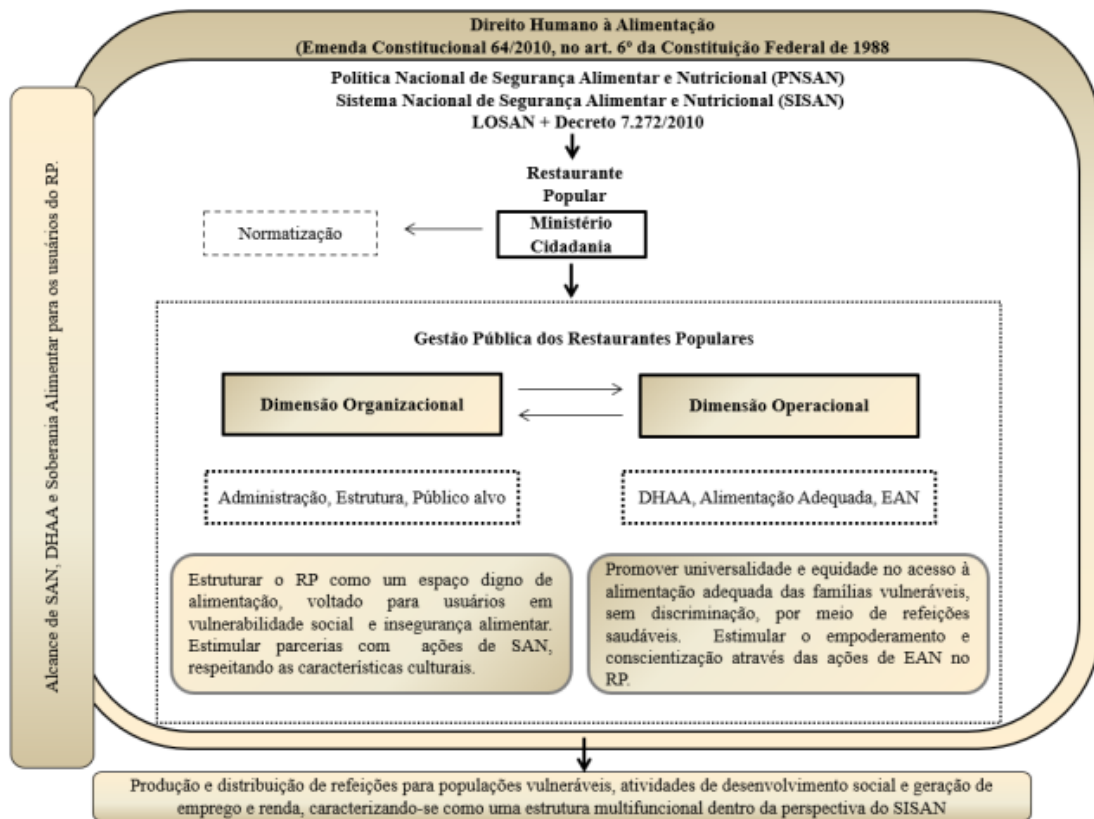 Direito Humano à Alimentação
(Emenda Constitucional 64/2010, no art. 6º da Constituição Federal de 1988
Política Nacional de Segurança Alimentar e Nutricional (PNSAN)
Sistema Nacional de Segurança Alimentar e Nutricional (SISAN)
LOSAN + Decreto 7.272/2010
Alcance de SAN, DHAA e Soberania Alimentar para os usuários do RP.
Restaurante
Popular
Ministério
Cidadania
Normatização
Gestão Pública dos Restaurantes Populares
Dimensão Organizacional
Dimensão Operacional
Administração, Estrutura, Público alvo
DHAA, Alimentação Adequada, EAN
Estruturar o RP como um espaço digno de
alimentação, voltado para usuários em
vulnerabilidade social e insegurança alimentar.
Estimular parcerias com ações de SAN,
respeitando as características culturais.
Promover universalidade e equidade no acesso à
alimentação adequada das famílias vulneráveis,
sem discriminação, por meio de refeições
saudáveis. Estimular o empoderamento e
conscientização através das ações de EAN no
RP.
Produção e distribuição de refeições para populações vulneráveis, atividades de desenvolvimento social e geração de
emprego e renda, caracterizando-se como uma estrutura multifuncional dentro da perspectiva do SISAN